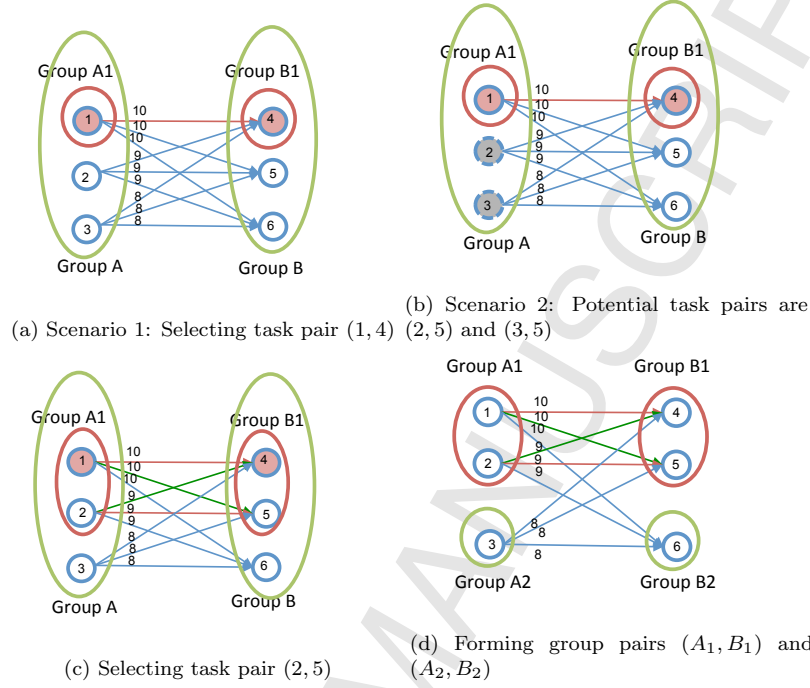 Group A1
Group B1
1
4
2
5
3
6
10
10
10
9
9
9
8
8
8
Group A
Group B
(a) Scenario 1: Selecting task pair (1, 4)
Group A1
Group B1
1
4
2
5
3
6
10
10
10
9
9
9
8
8
8
Group A
Group B
(b) Scenario 2: Potential task pairs are
(2, 5) and (3, 5)
Group A1
Group B1
1
4
2
5
3
6
10
10
10
9
9
9
8
8
8
Group A
Group B
(c) Selecting task pair (2, 5)
Group A1
Group B1
1
4
2
5
3
6
10
10
10
9
9
9
8
8
8
Group A2
Group B2
(d) Forming group pairs (A1, B1) and
(A2, B2)
MANUSCRIP